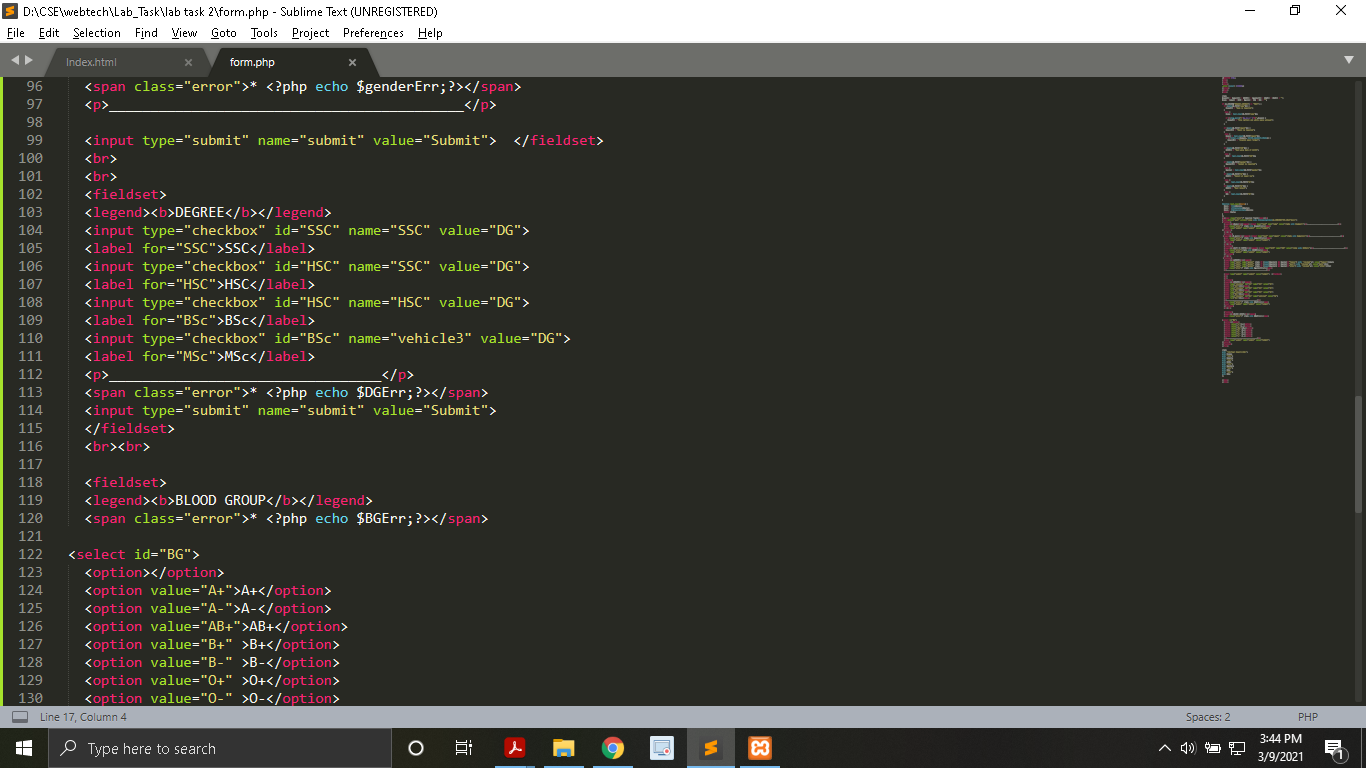 D:\CSE\webtech\Lab_Task\lab task 2\form.php - Sublime Text (UNREGISTERED)
File Edit Selection Find View Goto Tools Project Preferences Help
Index.html × form.php ×
96 <span class="error">* <?php echo $genderErr;?></span>
97 <p>___________________________________________</p>
98
99 <input type="submit" name="submit" value="Submit">  </fieldset>
100 <br>
101 <br>
102 <fieldset>
103 <legend><b>DEGREE</b></legend>
104 <input type="checkbox" id="SSC" name="SSC" value="DG">
105 <label for="SSC">SSC</label>
106 <input type="checkbox" id="HSC" name="SSC" value="DG">
107 <label for="HSC">HSC</label>
108 <input type="checkbox" id="HSC" name="HSC" value="DG">
109 <label for="BSc">BSc</label>
110 <input type="checkbox" id="BSc" name="vehicle3" value="DG">
111 <label for="MSc">MSc</label>
112 <p>_________________________________</p>
113 <span class="error">* <?php echo $DGErr;?></span>
114 <input type="submit" name="submit" value="Submit">
115 </fieldset>
116 <br><br>
117
118 <fieldset>
119 <legend><b>BLOOD GROUP</b></legend>
120 <span class="error">* <?php echo $BGErr;?></span>
121
122 <select id="BG">
123 <option></option>
124 <option value="A+">A+</option>
125 <option value="A-">A-</option>
126 <option value="AB+">AB+</option>
127 <option value="B+" >B+</option>
128 <option value="B-" >B-</option>
129 <option value="O+" >O+</option>
130 <option value="O-" >O-</option>
Line 17, Column 4 Spaces: 2 PHP
Type here to search
3:44 PM
3/9/2021
1